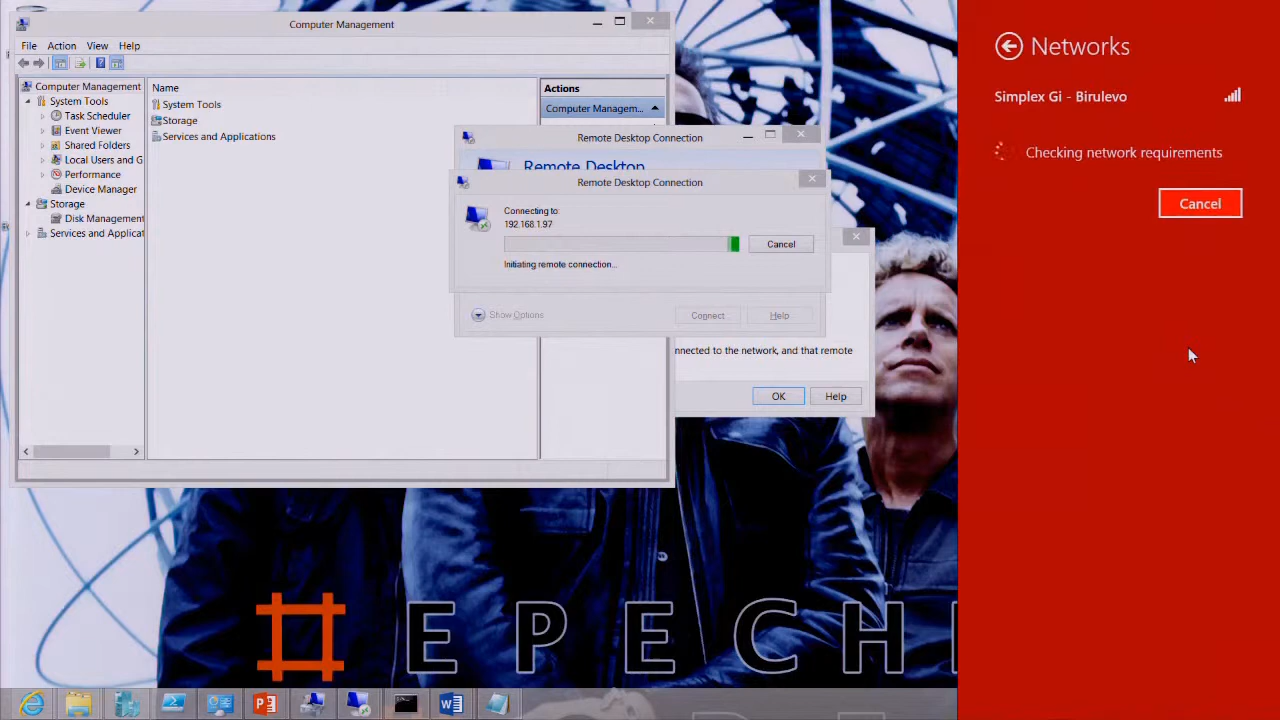 Computer Management
File Action View Help
Computer Management
System Tools
Task Scheduler
Event Viewer
Shared Folders
Local Users and G
Performance
Device Manager
Storage
Disk Management
Services and Applicat
Name
System Tools
Storage
Services and Applications
Actions
Computer Managem...
Remote Desktop Connection
Remote Desktop
Remote Desktop Connection
Connecting to:
192.168.1.97
Cancel
Initiating remote connection...
Show Options
Connect
Help
nnected to the network, and that remote
OK
Help
Networks
Simplex Gi - Birulevo
Checking network requirements
Cancel
EPECH